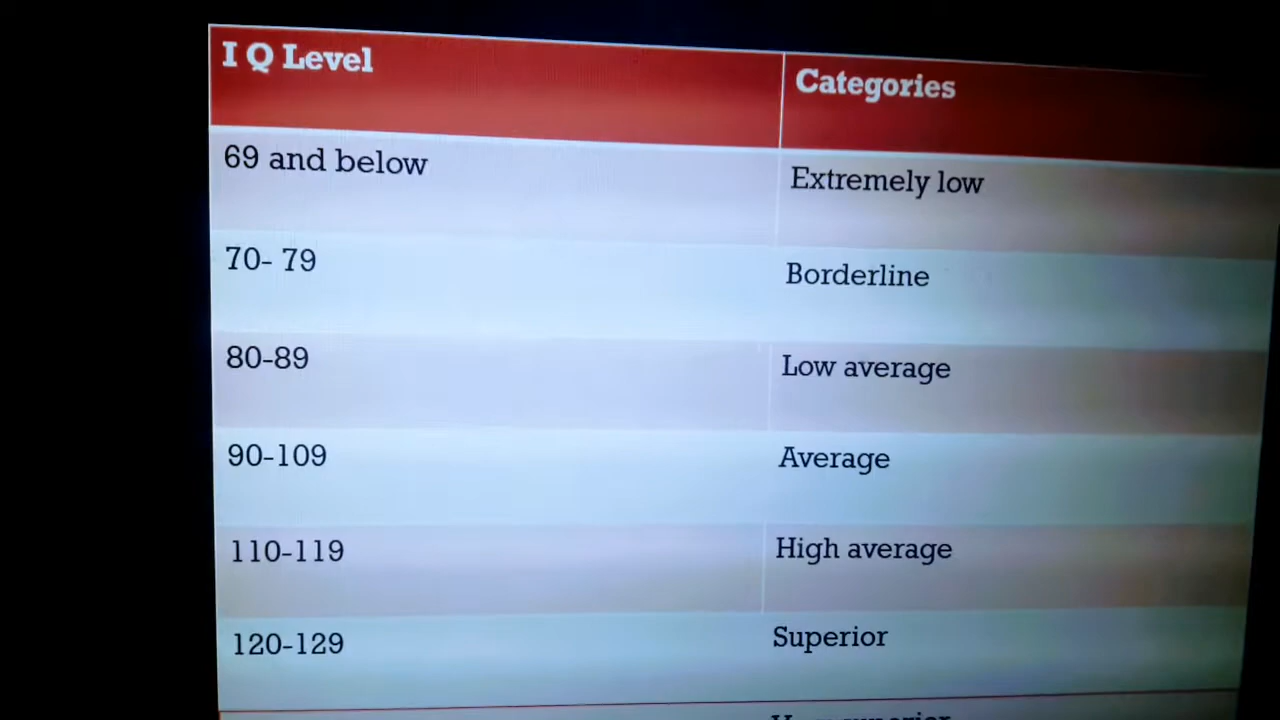 I Q Level Categories
69 and below Extremely low
70- 79 Borderline
80-89 Low average
90-109 Average
110-119 High average
120-129 Superior